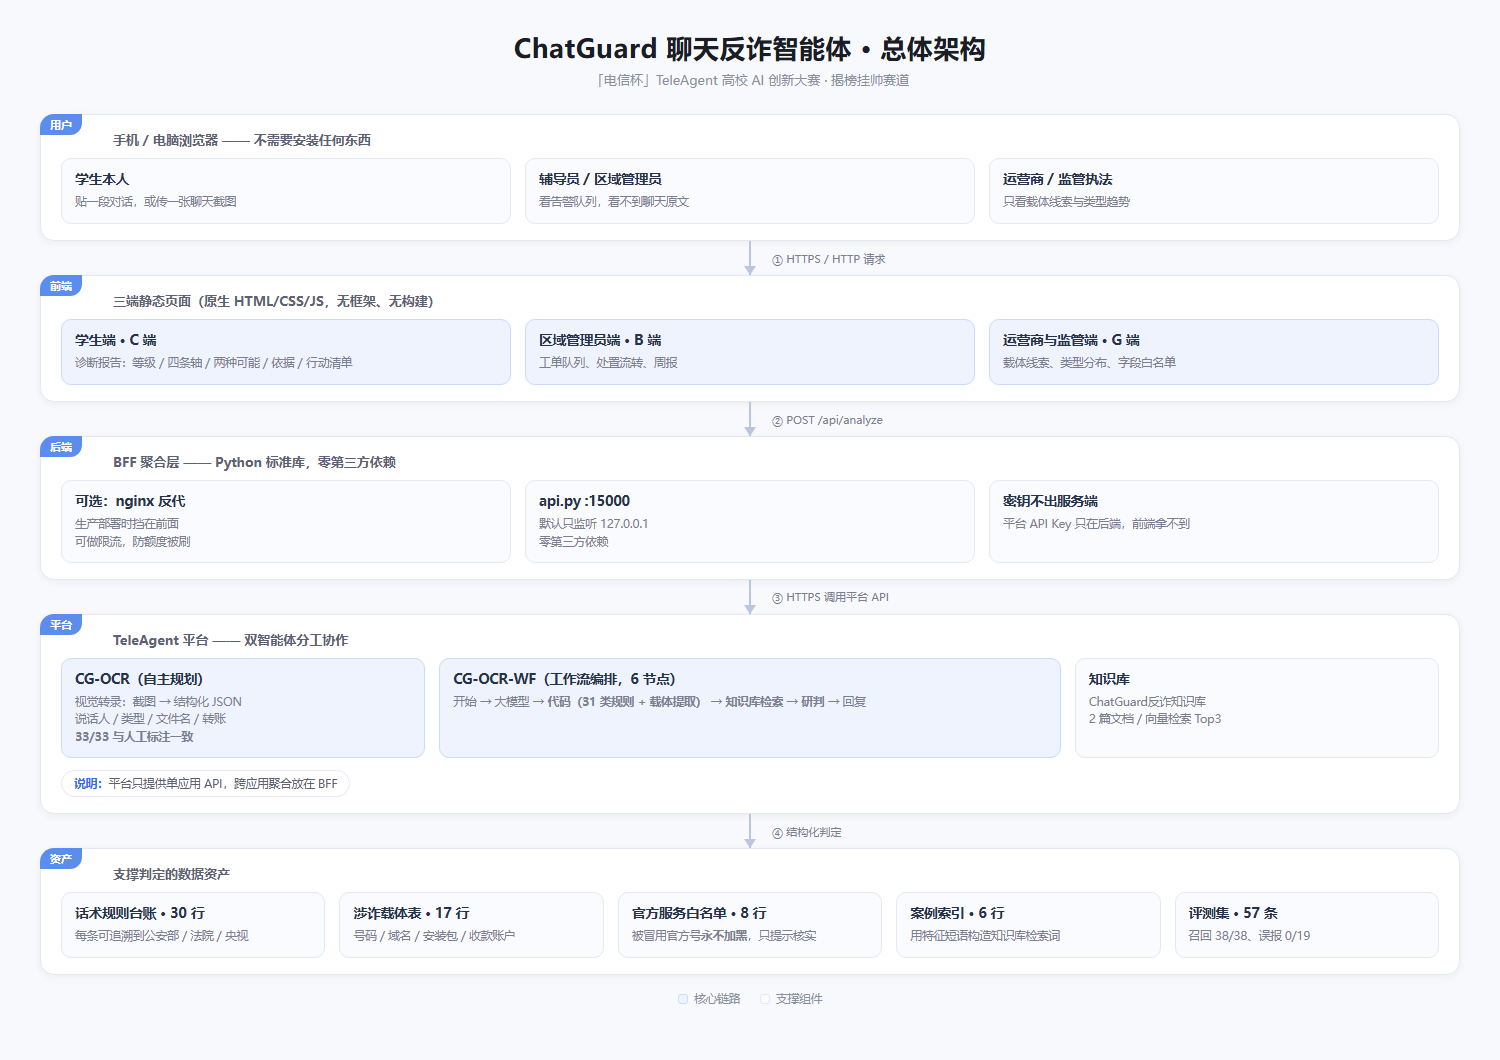 ChatGuard 聊天反诈智能体 • 总体架构
「电信杯」TeleAgent 高校 AI 创新大赛 · 揭榜挂帅赛道
用户
手机 / 电脑浏览器 —— 不需要安装任何东西
学生本人
贴一段对话，或传一张聊天截图
辅导员 / 区域管理员
看告警队列，看不到聊天原文
运营商 / 监管执法
只看载体线索与类型趋势
① HTTPS / HTTP 请求
前端
三端静态页面（原生 HTML/CSS/JS，无框架、无构建）
学生端 • C 端
诊断报告：等级 / 四条轴 / 两种可能 / 依据 / 行动清单
区域管理员端 • B 端
工单队列、处置流转、周报
运营商与监管端 • G 端
载体线索、类型分布、字段白名单
② POST /api/analyze
后端
BFF 聚合层 —— Python 标准库，零第三方依赖
可选：nginx 反代
生产部署时挡在前面
可做限流，防额度被刷
api.py :15000
默认只监听 127.0.0.1
零第三方依赖
密钥不出服务端
平台 API Key 只在后端，前端拿不到
③ HTTPS 调用平台 API
平台
TeleAgent 平台 —— 双智能体分工协作
CG-OCR（自主规划）
视觉转录：截图 → 结构化 JSON
说话人 / 类型 / 文件名 / 转账
33/33 与人工标注一致
CG-OCR-WF（工作流编排，6 节点）
开始 → 大模型 → 代码（31 类规则 + 载体提取） → 知识库检索 → 研判 → 回复
知识库
ChatGuard反诈知识库
2 篇文档 / 向量检索 Top3
说明：平台只提供单应用 API，跨应用聚合放在 BFF
④ 结构化判定
资产
支撑判定的数据资产
话术规则台账 • 30 行
每条可追溯到公安部 / 法院 / 央视
涉诈载体表 • 17 行
号码 / 域名 / 安装包 / 收款账户
官方服务白名单 • 8 行
被冒用官方号永不加黑，只提示核实
案例索引 • 6 行
用特征短语构造知识库检索词
评测集 • 57 条
召回 38/38、误报 0/19
核心链路
支撑组件